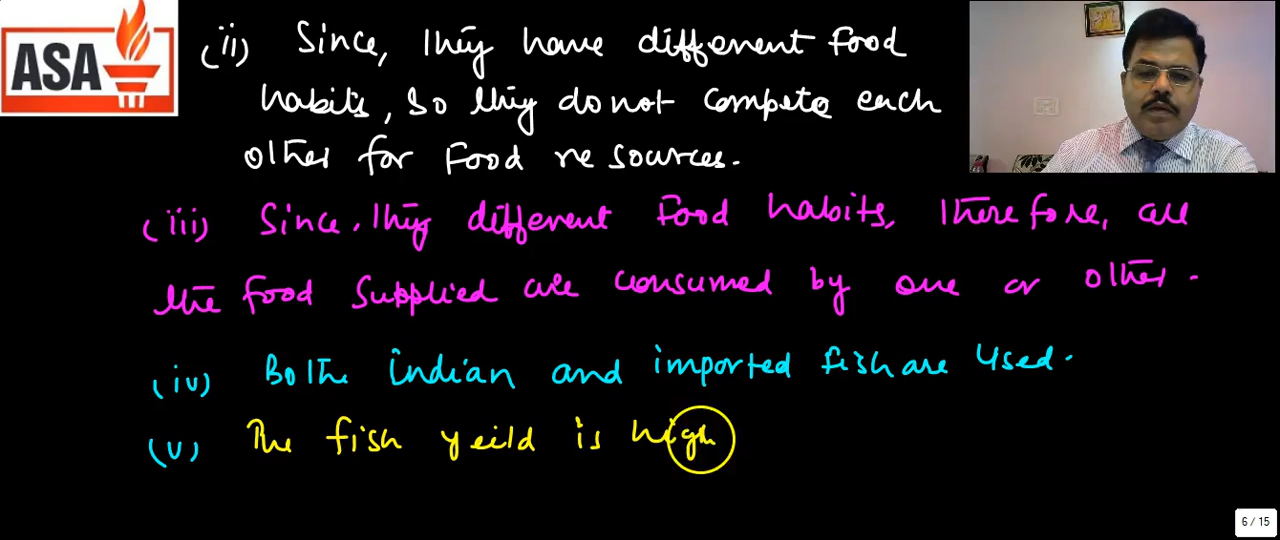 ASA
(ii) Since, they have different food
habits, so they do not compete each
other for food resources.
(iii) Since, they different food habits, therefore, all
the food supplied are consumed by one or other.
(iv) Both Indian and imported fish are used.
(v) The fish yeild is high
6 / 15